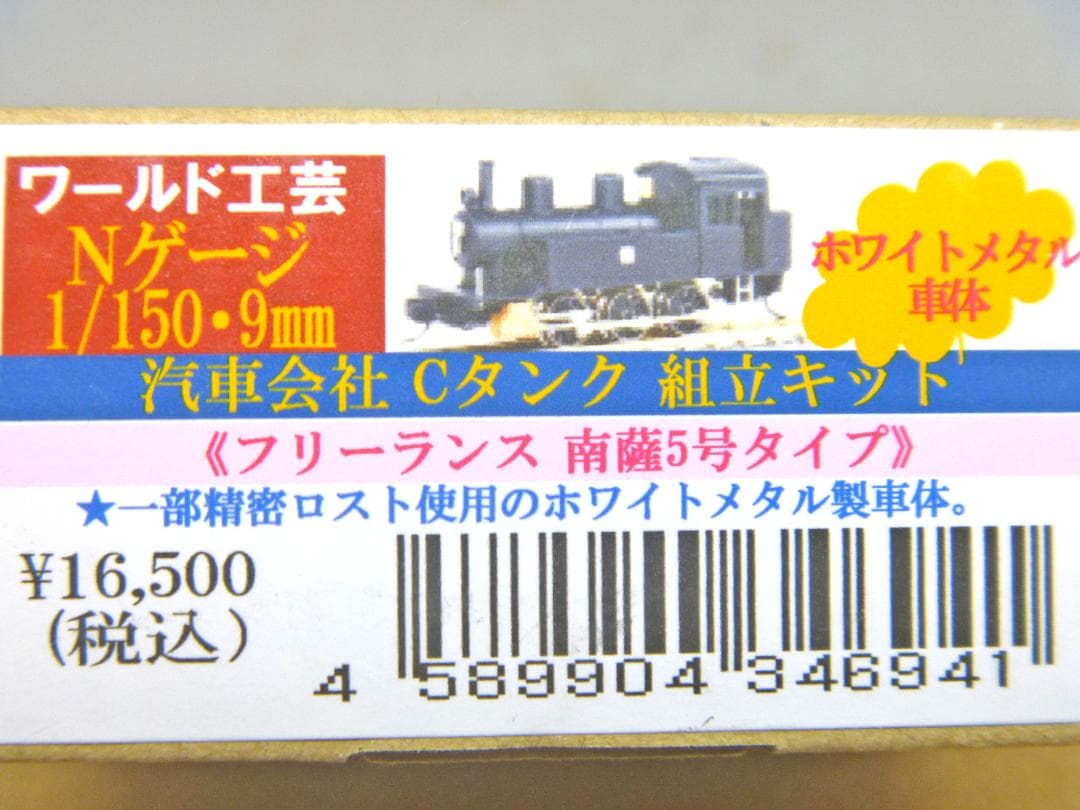 ワールド工芸
Nゲージ
1/150・9mm
ホワイトメタル
車体
汽車会社 Cタンク 組立キット
《フリーランス 南薩5号タイプ》
★一部精密ロスト使用のホワイトメタル製車体。
¥16,500
(税込)
4 589904 346941